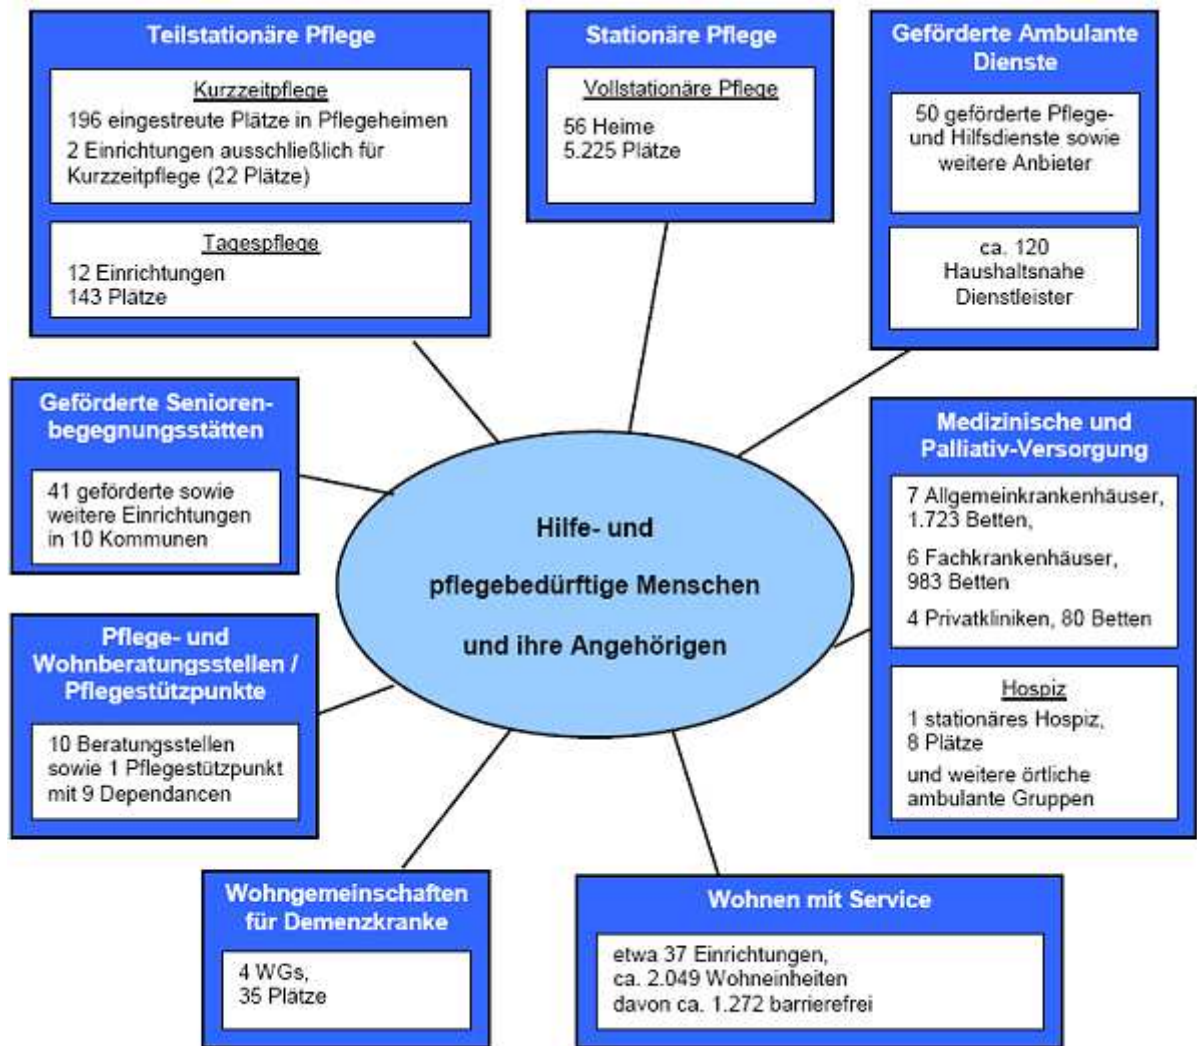 Teilstationäre Pflege
Kurzzeitpflege
196 eingestreute Plätze in Pflegeheimen
2 Einrichtungen ausschließlich für
Kurzzeitpflege (22 Plätze)
Tagespflege
12 Einrichtungen
143 Plätze
Stationäre Pflege
Vollstationäre Pflege
56 Heime
5.225 Plätze
Geförderte Ambulante
Dienste
50 geförderte Pflege-
und Hilfsdienste sowie
weitere Anbieter
ca. 120
Haushaltsnahe
Dienstleister
Geförderte Senioren-
begegnungsstätten
41 geförderte sowie
weitere Einrichtungen
in 10 Kommunen
Hilfe- und
pflegebedürftige Menschen
und ihre Angehörigen
Medizinische und
Palliativ-Versorgung
7 Allgemeinkrankenhäuser,
1.723 Betten,
6 Fachkrankenhäuser,
983 Betten
4 Privatkliniken, 80 Betten
Hospiz
1 stationäres Hospiz,
8 Plätze
und weitere örtliche
ambulante Gruppen
Pflege- und
Wohnberatungsstellen /
Pflegestützpunkte
10 Beratungsstellen
sowie 1 Pflegestützpunkt
mit 9 Dependancen
Wohngemeinschaften
für Demenzkranke
4 WGs,
35 Plätze
Wohnen mit Service
etwa 37 Einrichtungen,
ca. 2.049 Wohneinheiten
davon ca. 1.272 barrierefrei